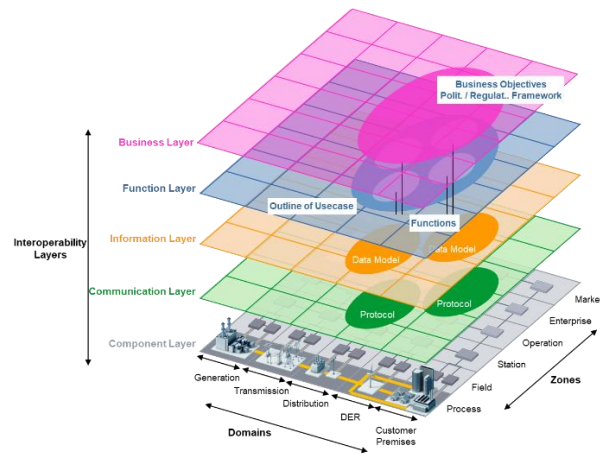 Business Objectives
Polit. / Regulat.. Framework
Business Layer
Function Layer
Outline of Usecase
Functions
Interoperability
Layers
Information Layer
Data Model
Data Model
Communication Layer
Protocol
Protocol
Component Layer
Marke
Enterprise
Operation
Station
Field
Process
Zones
Generation
Transmission
Distribution
DER
Customer
Premises
Domains